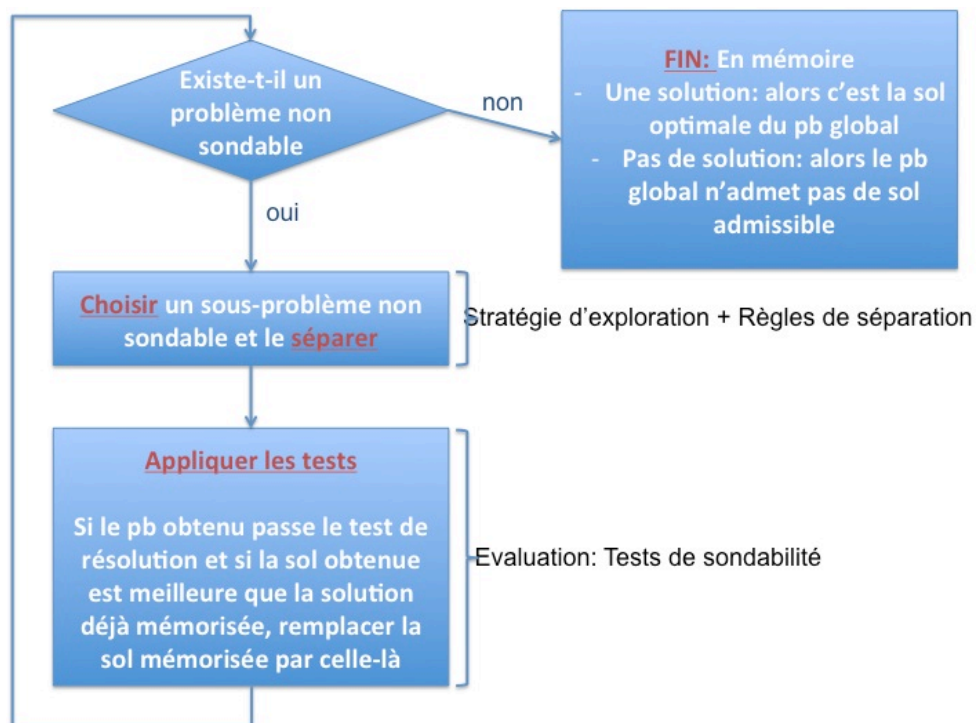 Existe-t-il un
problème non
sondable
non
FIN: En mémoire
- Une solution: alors c'est la sol
optimale du pb global
- Pas de solution: alors le pb
global n'admet pas de sol
admissible
oui
Choisir un sous-problème non
sondable et le séparer
Stratégie d'exploration + Règles de séparation
Appliquer les tests
Si le pb obtenu passe le test de
résolution et si la sol obtenue
est meilleure que la solution
déjà mémorisée, remplacer la
sol mémorisée par celle-là
Evaluation: Tests de sondabilité